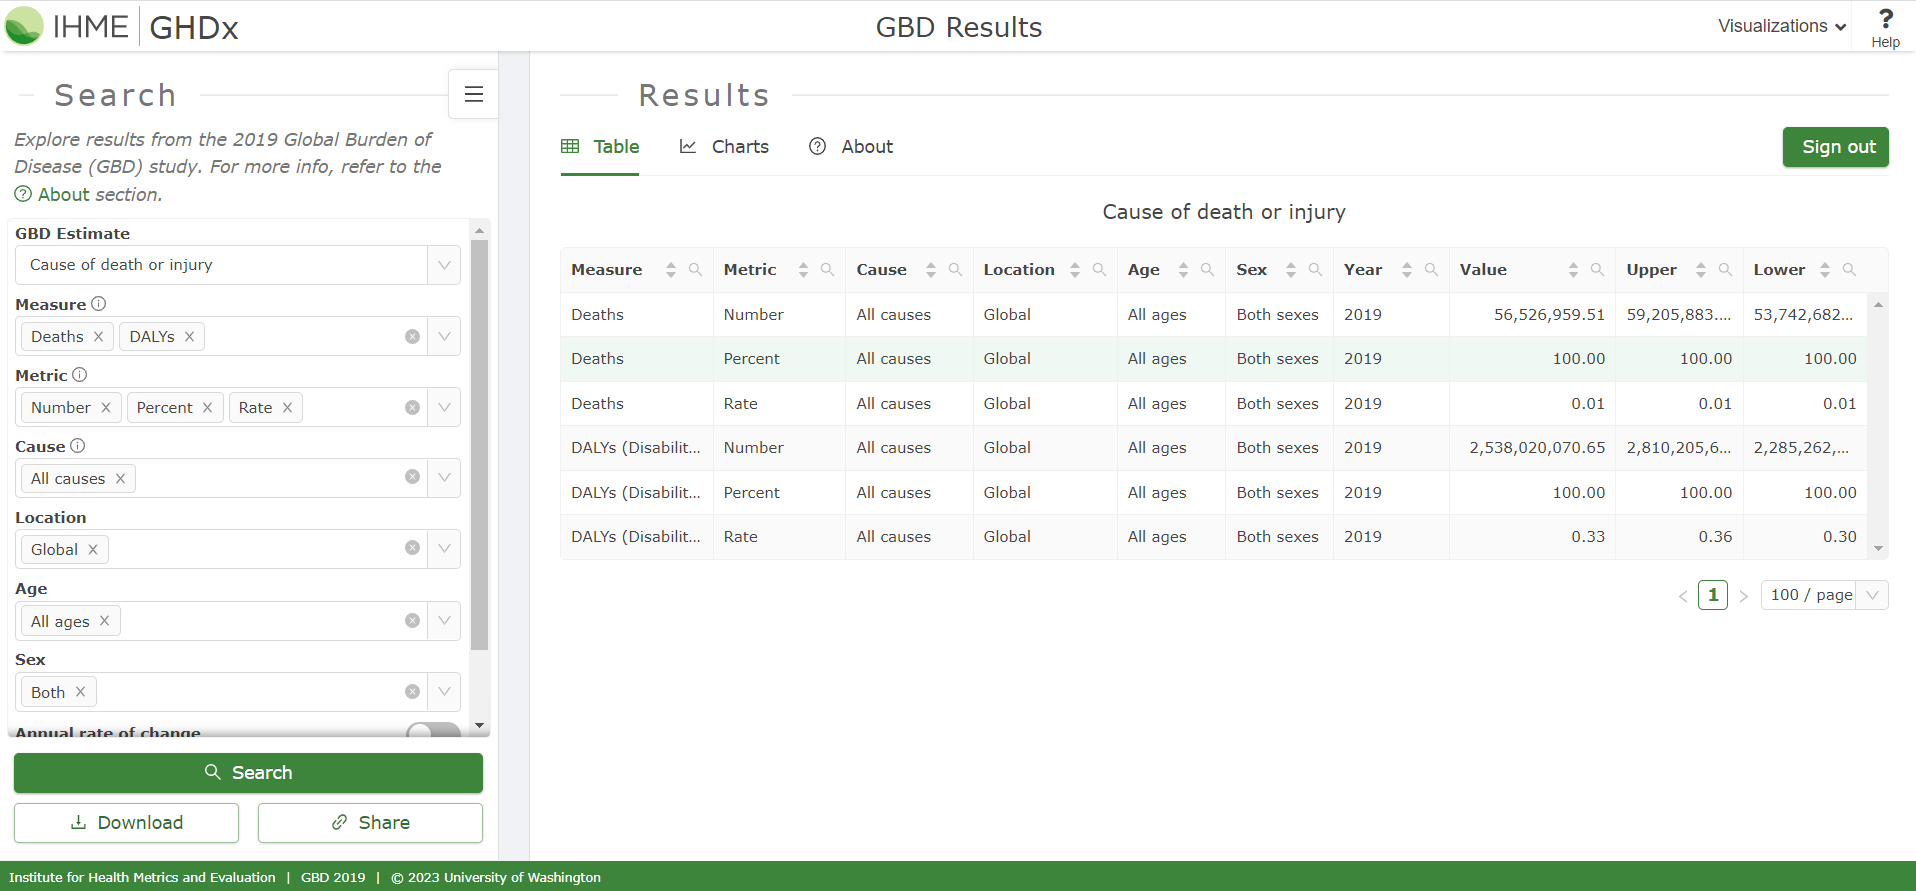 IHME GHDx
GBD Results
Visualizations
? Help
Search
Explore results from the 2019 Global Burden of
Disease (GBD) study. For more info, refer to the
About section.
GBD Estimate
Cause of death or injury
Measure
Deaths DALYs
Metric
Number Percent Rate
Cause
All causes
Location
Global
Age
All ages
Sex
Both
Annual rate of change
Search
Download Share
Results
Table Charts About
Sign out
Cause of death or injury
Measure Metric Cause Location Age Sex Year Value Upper Lower
Deaths Number All causes Global All ages Both sexes 2019 56,526,959.51 59,205,883.... 53,742,682...
Deaths Percent All causes Global All ages Both sexes 2019 100.00 100.00 100.00
Deaths Rate All causes Global All ages Both sexes 2019 0.01 0.01 0.01
DALYs (Disabilit... Number All causes Global All ages Both sexes 2019 2,538,020,070.65 2,810,205,6... 2,285,262,...
DALYs (Disabilit... Percent All causes Global All ages Both sexes 2019 100.00 100.00 100.00
DALYs (Disabilit... Rate All causes Global All ages Both sexes 2019 0.33 0.36 0.30
< 1 > 100 / page
Institute for Health Metrics and Evaluation | GBD 2019 | © 2023 University of Washington